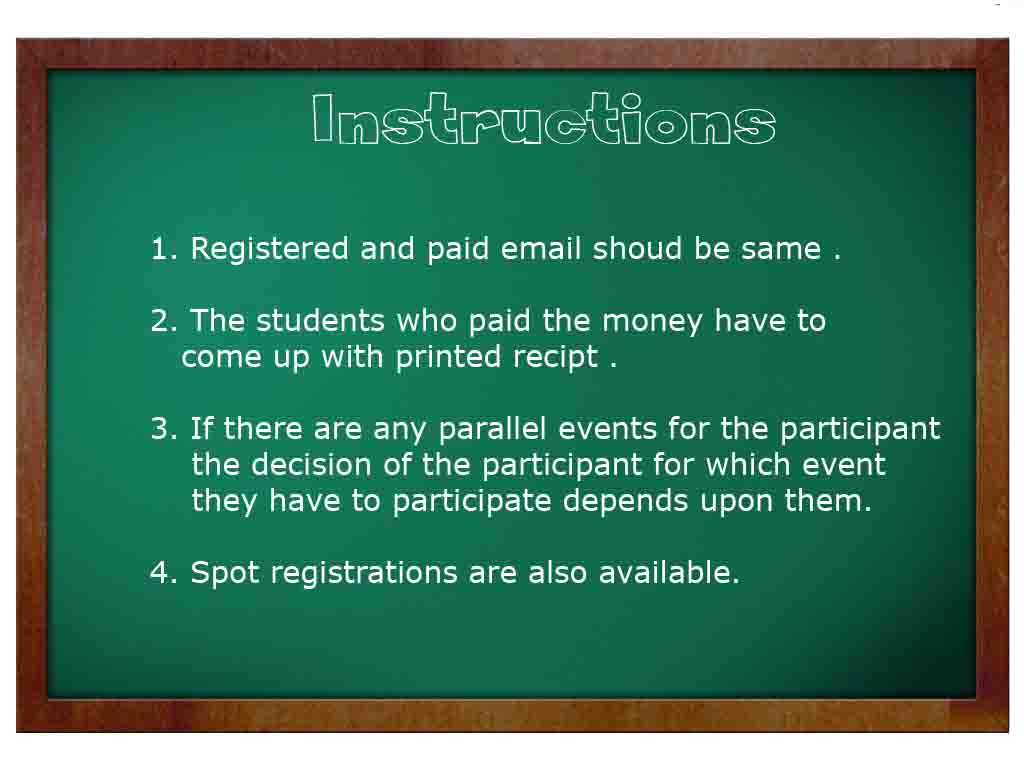 Instructions
1. Registered and paid email shoud be same .
2. The students who paid the money have to
come up with printed recipt .
3. If there are any parallel events for the participant
the decision of the participant for which event
they have to participate depends upon them.
4. Spot registrations are also available.